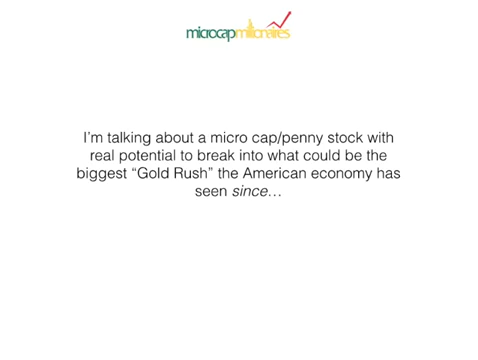 microcapmillionaires
I'm talking about a micro cap/penny stock with
real potential to break into what could be the
biggest “Gold Rush” the American economy has
seen since…